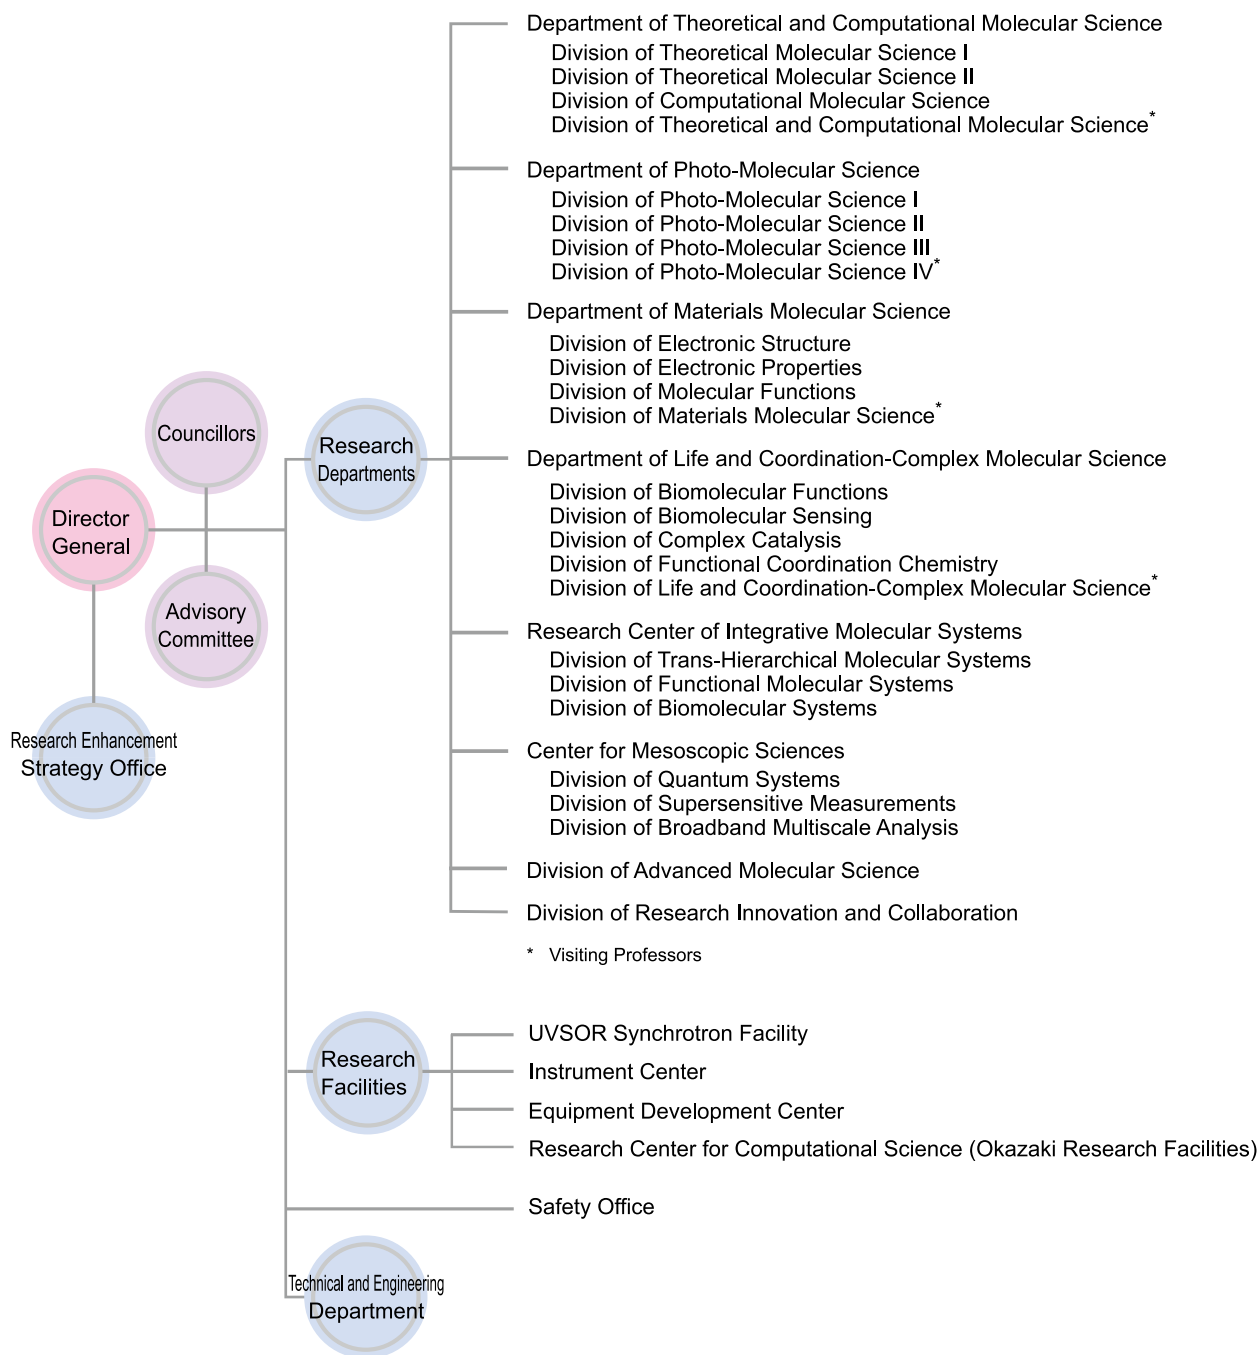 Department of Theoretical and Computational Molecular Science
Division of Theoretical Molecular Science I
Division of Theoretical Molecular Science II
Division of Computational Molecular Science
Division of Theoretical and Computational Molecular Science*
Department of Photo-Molecular Science
Division of Photo-Molecular Science I
Division of Photo-Molecular Science II
Division of Photo-Molecular Science III
Division of Photo-Molecular Science IV*
Department of Materials Molecular Science
Division of Electronic Structure
Division of Electronic Properties
Division of Molecular Functions
Division of Materials Molecular Science*
Councillors
Research
Departments
Department of Life and Coordination-Complex Molecular Science
Division of Biomolecular Functions
Division of Biomolecular Sensing
Division of Complex Catalysis
Division of Functional Coordination Chemistry
Division of Life and Coordination-Complex Molecular Science*
Director
General
Advisory
Committee
Research Center of Integrative Molecular Systems
Division of Trans-Hierarchical Molecular Systems
Division of Functional Molecular Systems
Division of Biomolecular Systems
Research Enhancement
Strategy Office
Center for Mesoscopic Sciences
Division of Quantum Systems
Division of Supersensitive Measurements
Division of Broadband Multiscale Analysis
Division of Advanced Molecular Science
Division of Research Innovation and Collaboration
* Visiting Professors
Research
Facilities
UVSOR Synchrotron Facility
Instrument Center
Equipment Development Center
Research Center for Computational Science (Okazaki Research Facilities)
Safety Office
Technical and Engineering
Department